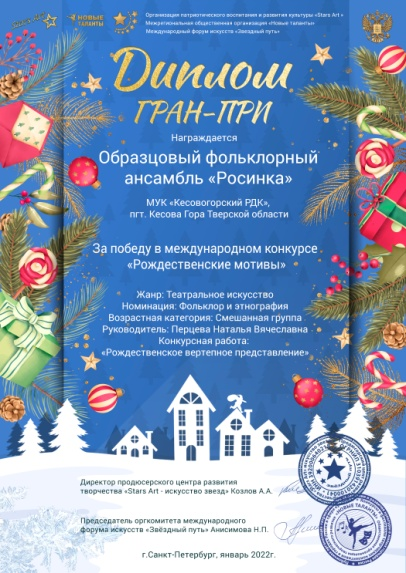 НОВЫЕ
ТАЛАНТЫ
Организация патриотического воспитания и развития культуры «Stars Art »
Межрегиональная общественная организация «Новые таланты»
Международный форум искусств «Звёздный путь»
Диплом
ГРАН-ПРИ
Награждается
Образцовый фольклорный
ансамбль «Росинка»
МУК «Кесовогорский РДК»,
пгт. Кесова Гора Тверской области
За победу в международном конкурсе
«Рождественские мотивы»
Жанр: Театральное искусство
Номинация: Фольклор и этнография
Возрастная категория: Смешанная группа
Руководитель: Перцева Наталья Вячеславна
Конкурсная работа:
«Рождественское вертепное представление»
Директор продюсерского центра развития
творчества «Stars Art - искусство звезд» Козлов А.А.
Председатель оргкомитета международного
форума искусств «Звёздный путь» Анисимова Н.П.
г.Санкт-Петербург, январь 2022г.